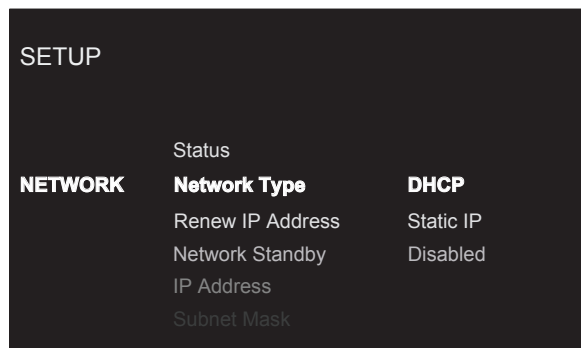 SETUP
Status
NETWORK Network Type DHCP
Renew IP Address Static IP
Network Standby Disabled
IP Address
Subnet Mask